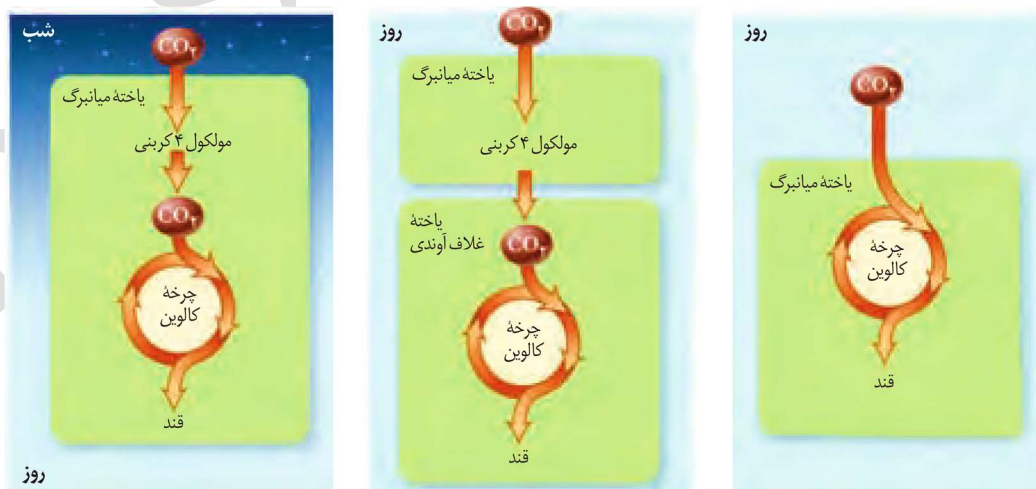 روز
CO۲
یاختهٔ میانبرگ
چرخهٔ
کالوین
قند
روز
CO۲
یاختهٔ میانبرگ
مولکول ۴ کربنی
یاختهٔ
غلاف آوندی
CO۲
چرخهٔ
کالوین
قند
شب
CO۲
یاختهٔ میانبرگ
مولکول ۴ کربنی
CO۲
چرخهٔ
کالوین
قند
روز